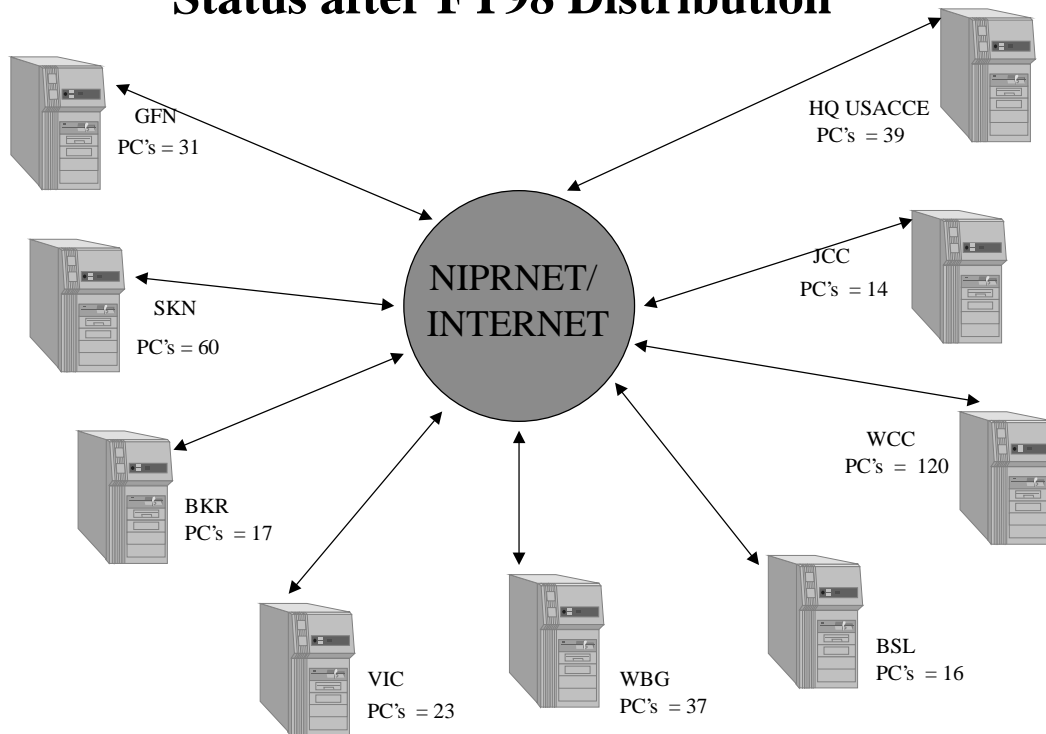 Status after FY98 Distribution
GFN
PC's = 31
HQ USACCE
PC's = 39
SKN
PC's = 60
NIPRNET/
INTERNET
JCC
PC's = 14
BKR
PC's = 17
WCC
PC's = 120
VIC
PC's = 23
WBG
PC's = 37
BSL
PC's = 16